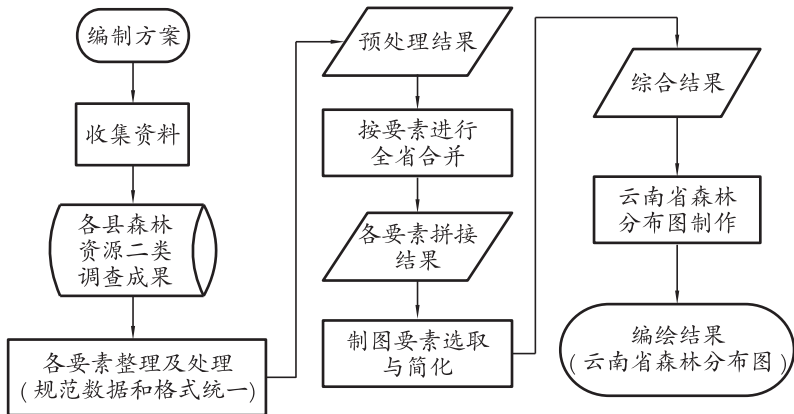 编制方案
收集资料
各县森林
资源二类
调查成果
各要素整理及处理
(规范数据和格式统一)
预处理结果
按要素进行
全省合并
各要素拼接
结果
制图要素选取
与简化
综合结果
云南省森林
分布图制作
编绘结果
(云南省森林分布图)